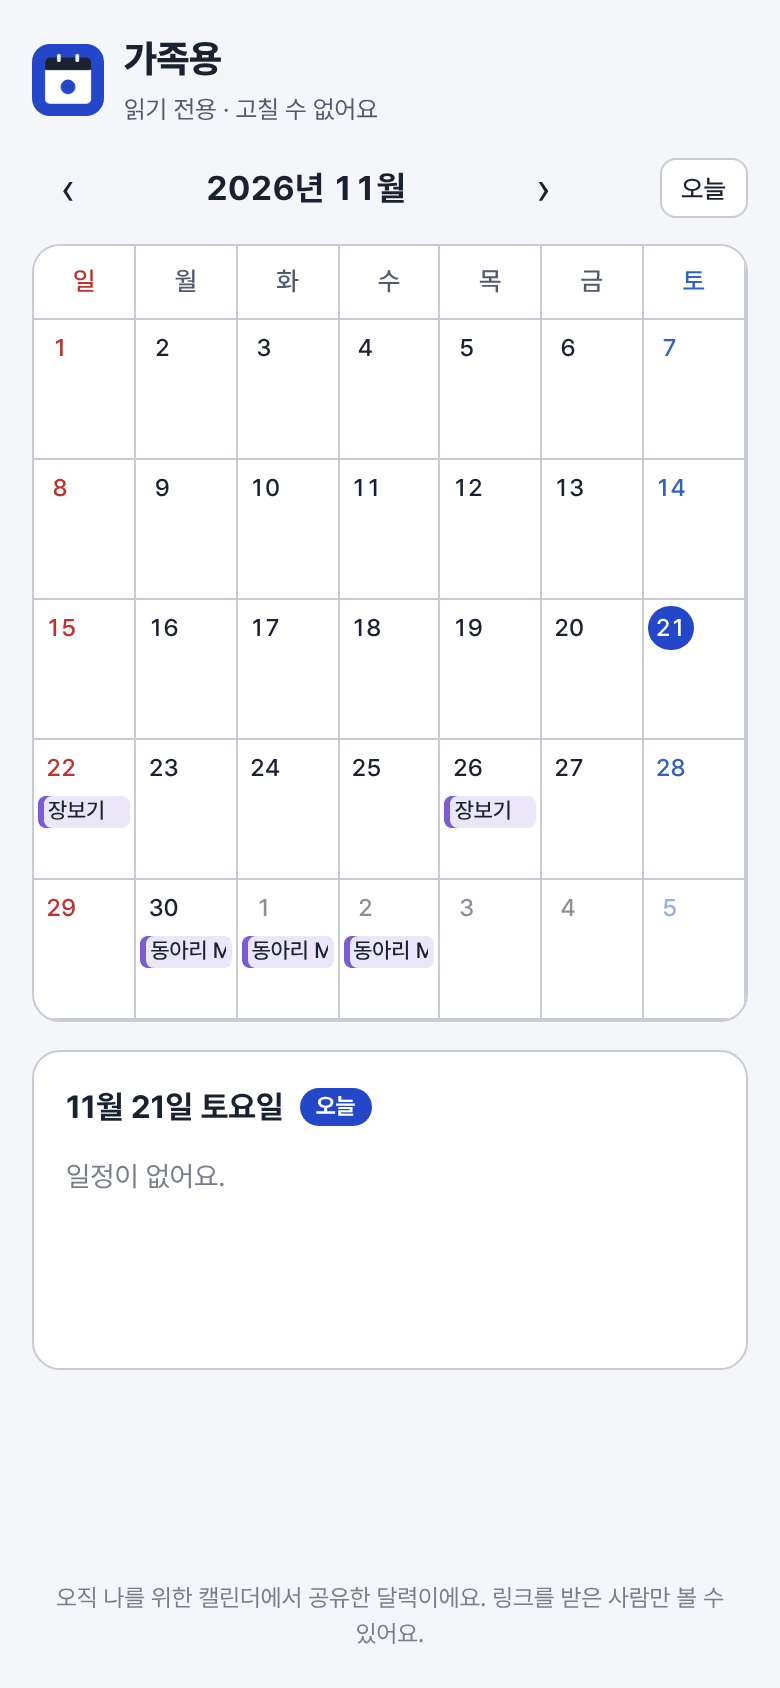 가족용
읽기 전용 · 고칠 수 없어요
‹ 2026년 11월 › 오늘
일 월 화 수 목 금 토
1 2 3 4 5 6 7
8 9 10 11 12 13 14
15 16 17 18 19 20 21
22 23 24 25 26 27 28
장보기 장보기
29 30 1 2 3 4 5
동아리 동아리 동아리
11월 21일 토요일 오늘
일정이 없어요.
오직 나를 위한 캘린더에서 공유한 달력이에요. 링크를 받은 사람만 볼 수
있어요.